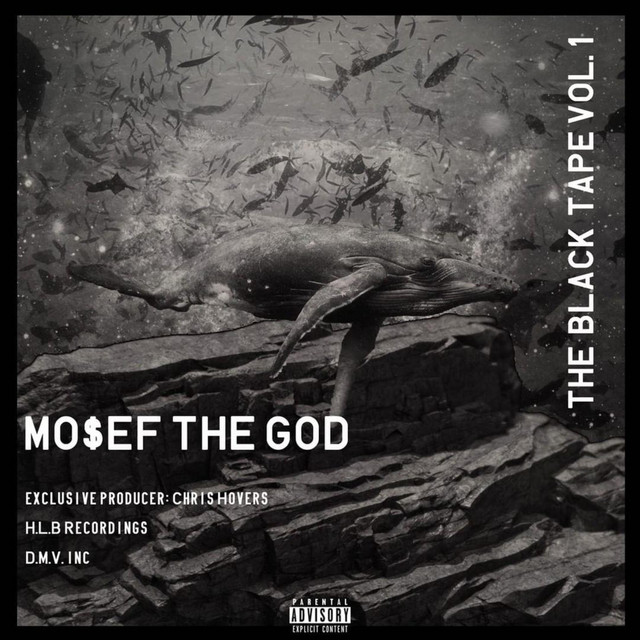 THE BLACK TAPE VOL. 1
MO$EF THE GOD
EXCLUSIVE PRODUCER: CHRIS HOVERS
H.L.B RECORDINGS
D.M.V. INC
PARENTAL
ADVISORY
EXPLICIT CONTENT